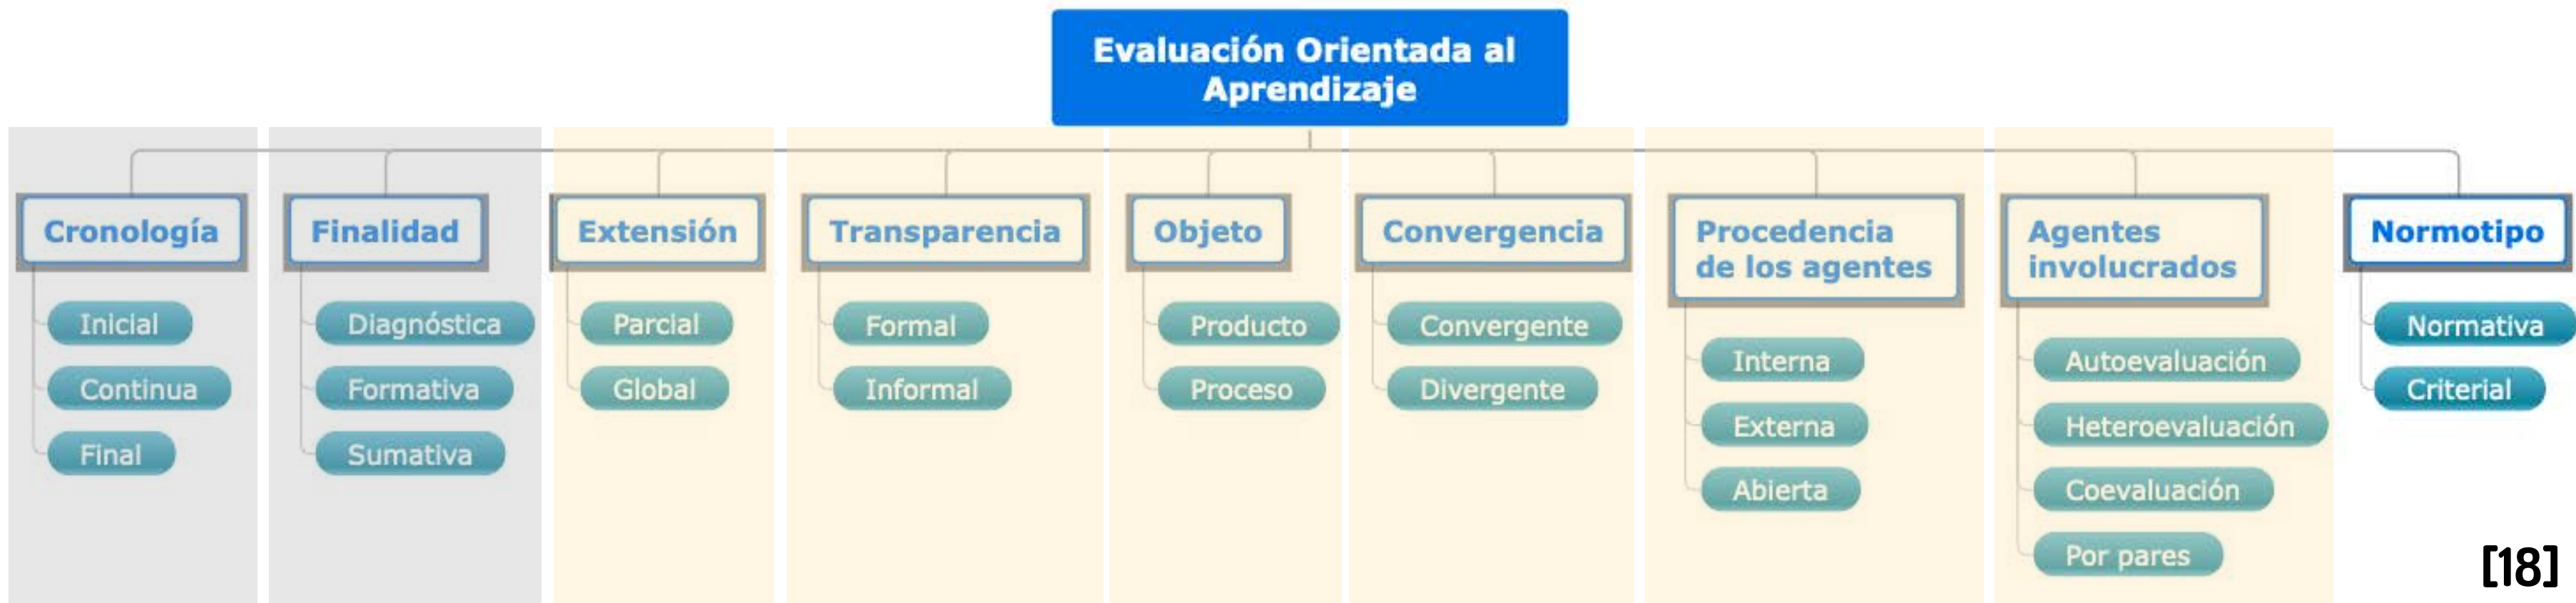 Evaluación Orientada al
Aprendizaje
Cronología
Inicial
Continua
Final
Finalidad
Diagnóstica
Formativa
Sumativa
Extensión
Parcial
Global
Transparencia
Formal
Informal
Objeto
Producto
Proceso
Convergencia
Convergente
Divergente
Procedencia
de los agentes
Interna
Externa
Abierta
Agentes
involucrados
Autoevaluación
Heteroevaluación
Coevaluación
Por pares
Normotipo
Normativa
Criterial
[18]